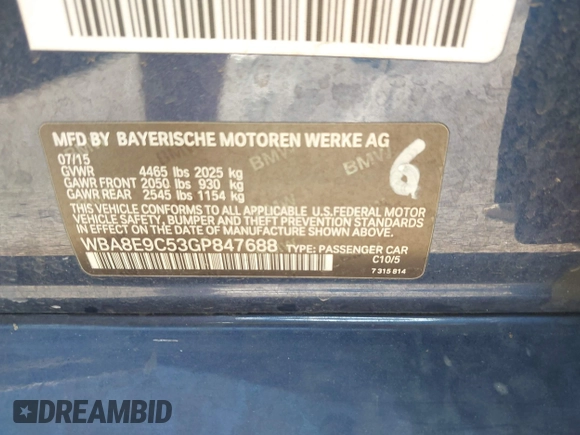 MFD BY BAYERISCHE MOTOREN WERKE AG
07/15
GVWR 4465 lbs 2025 kg
GAWR FRONT 2050 lbs 930 kg
GAWR REAR 2545 lbs 1154 kg
THIS VEHICLE CONFORMS TO ALL APPLICABLE U.S.FEDERAL MOTOR
VEHICLE SAFETY, BUMPER AND THEFT PREVENTION STANDARDS
IN EFFECT ON THE DATE OF MANUFACTURE SHOWN ABOVE.
WBA8E9C53GP847688 TYPE: PASSENGER CAR
C10/5
7 315 814
6
BMW
BMW
DREAMBID